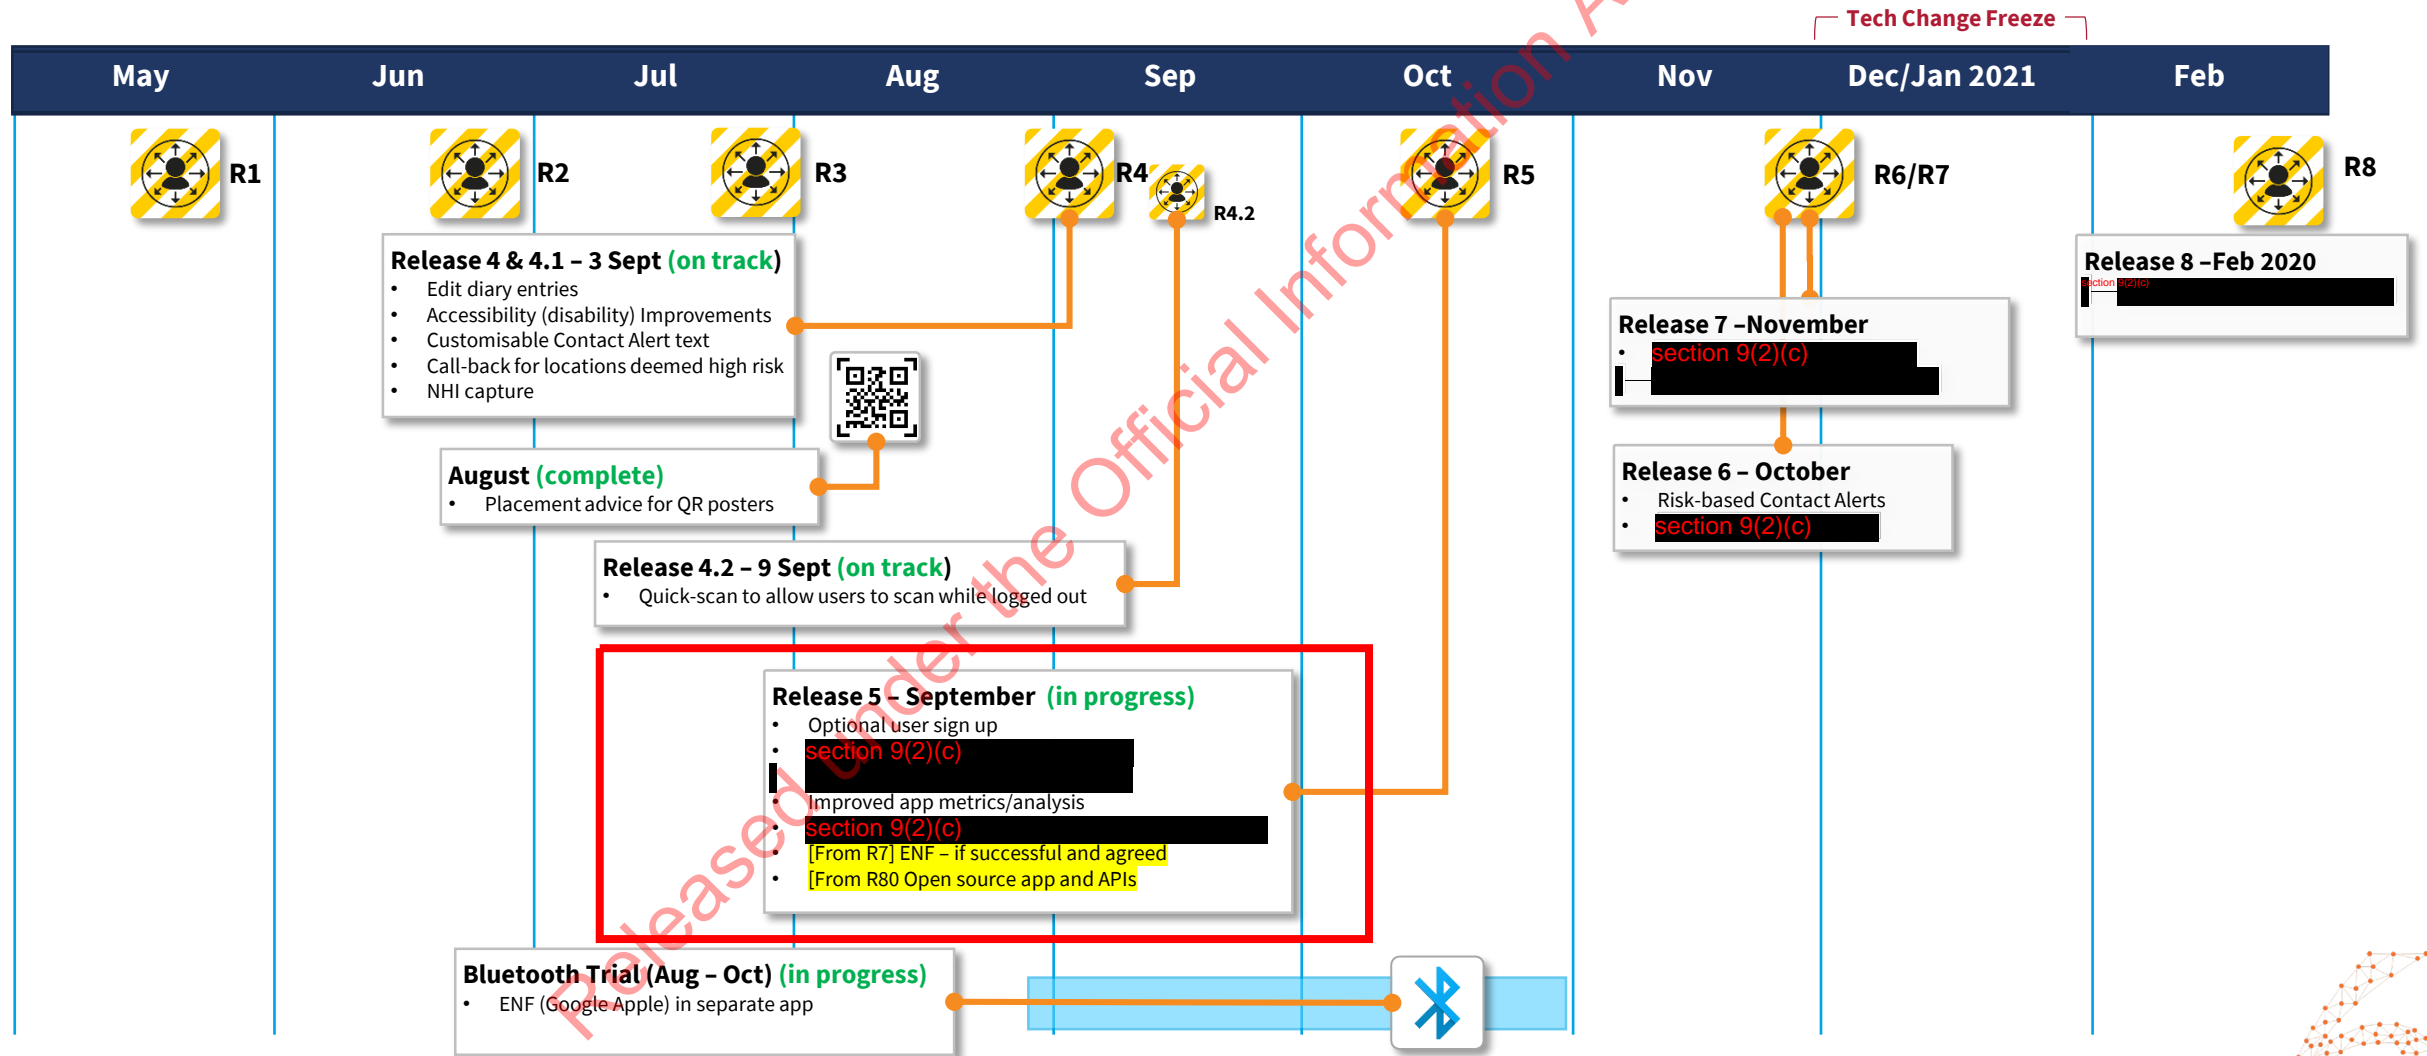 Tech Change Freeze
May
Jun
Jul
Aug
Sep
Oct
Nov
Dec/Jan 2021
Feb
R1
R2
R3
R4
R4.2
R5
R6/R7
R8
Release 4 & 4.1 – 3 Sept (on track)
• Edit diary entries
• Accessibility (disability) Improvements
• Customisable Contact Alert text
• Call-back for locations deemed high risk
• NHI capture
August (complete)
• Placement advice for QR posters
Release 4.2 – 9 Sept (on track)
• Quick-scan to allow users to scan while logged out
Release 5 – September (in progress)
• Optional user sign up
• section 9(2)(c)
• Improved app metrics/analysis
• section 9(2)(c)
• [From R7] ENF – if successful and agreed
• [From R80 Open source app and APIs
Bluetooth Trial (Aug – Oct) (in progress)
• ENF (Google Apple) in separate app
Release 7 –November
• section 9(2)(c)
Release 6 – October
• Risk-based Contact Alerts
• section 9(2)(c)
Release 8 –Feb 2020
section 9(2)(c)
Released under the Official Information A